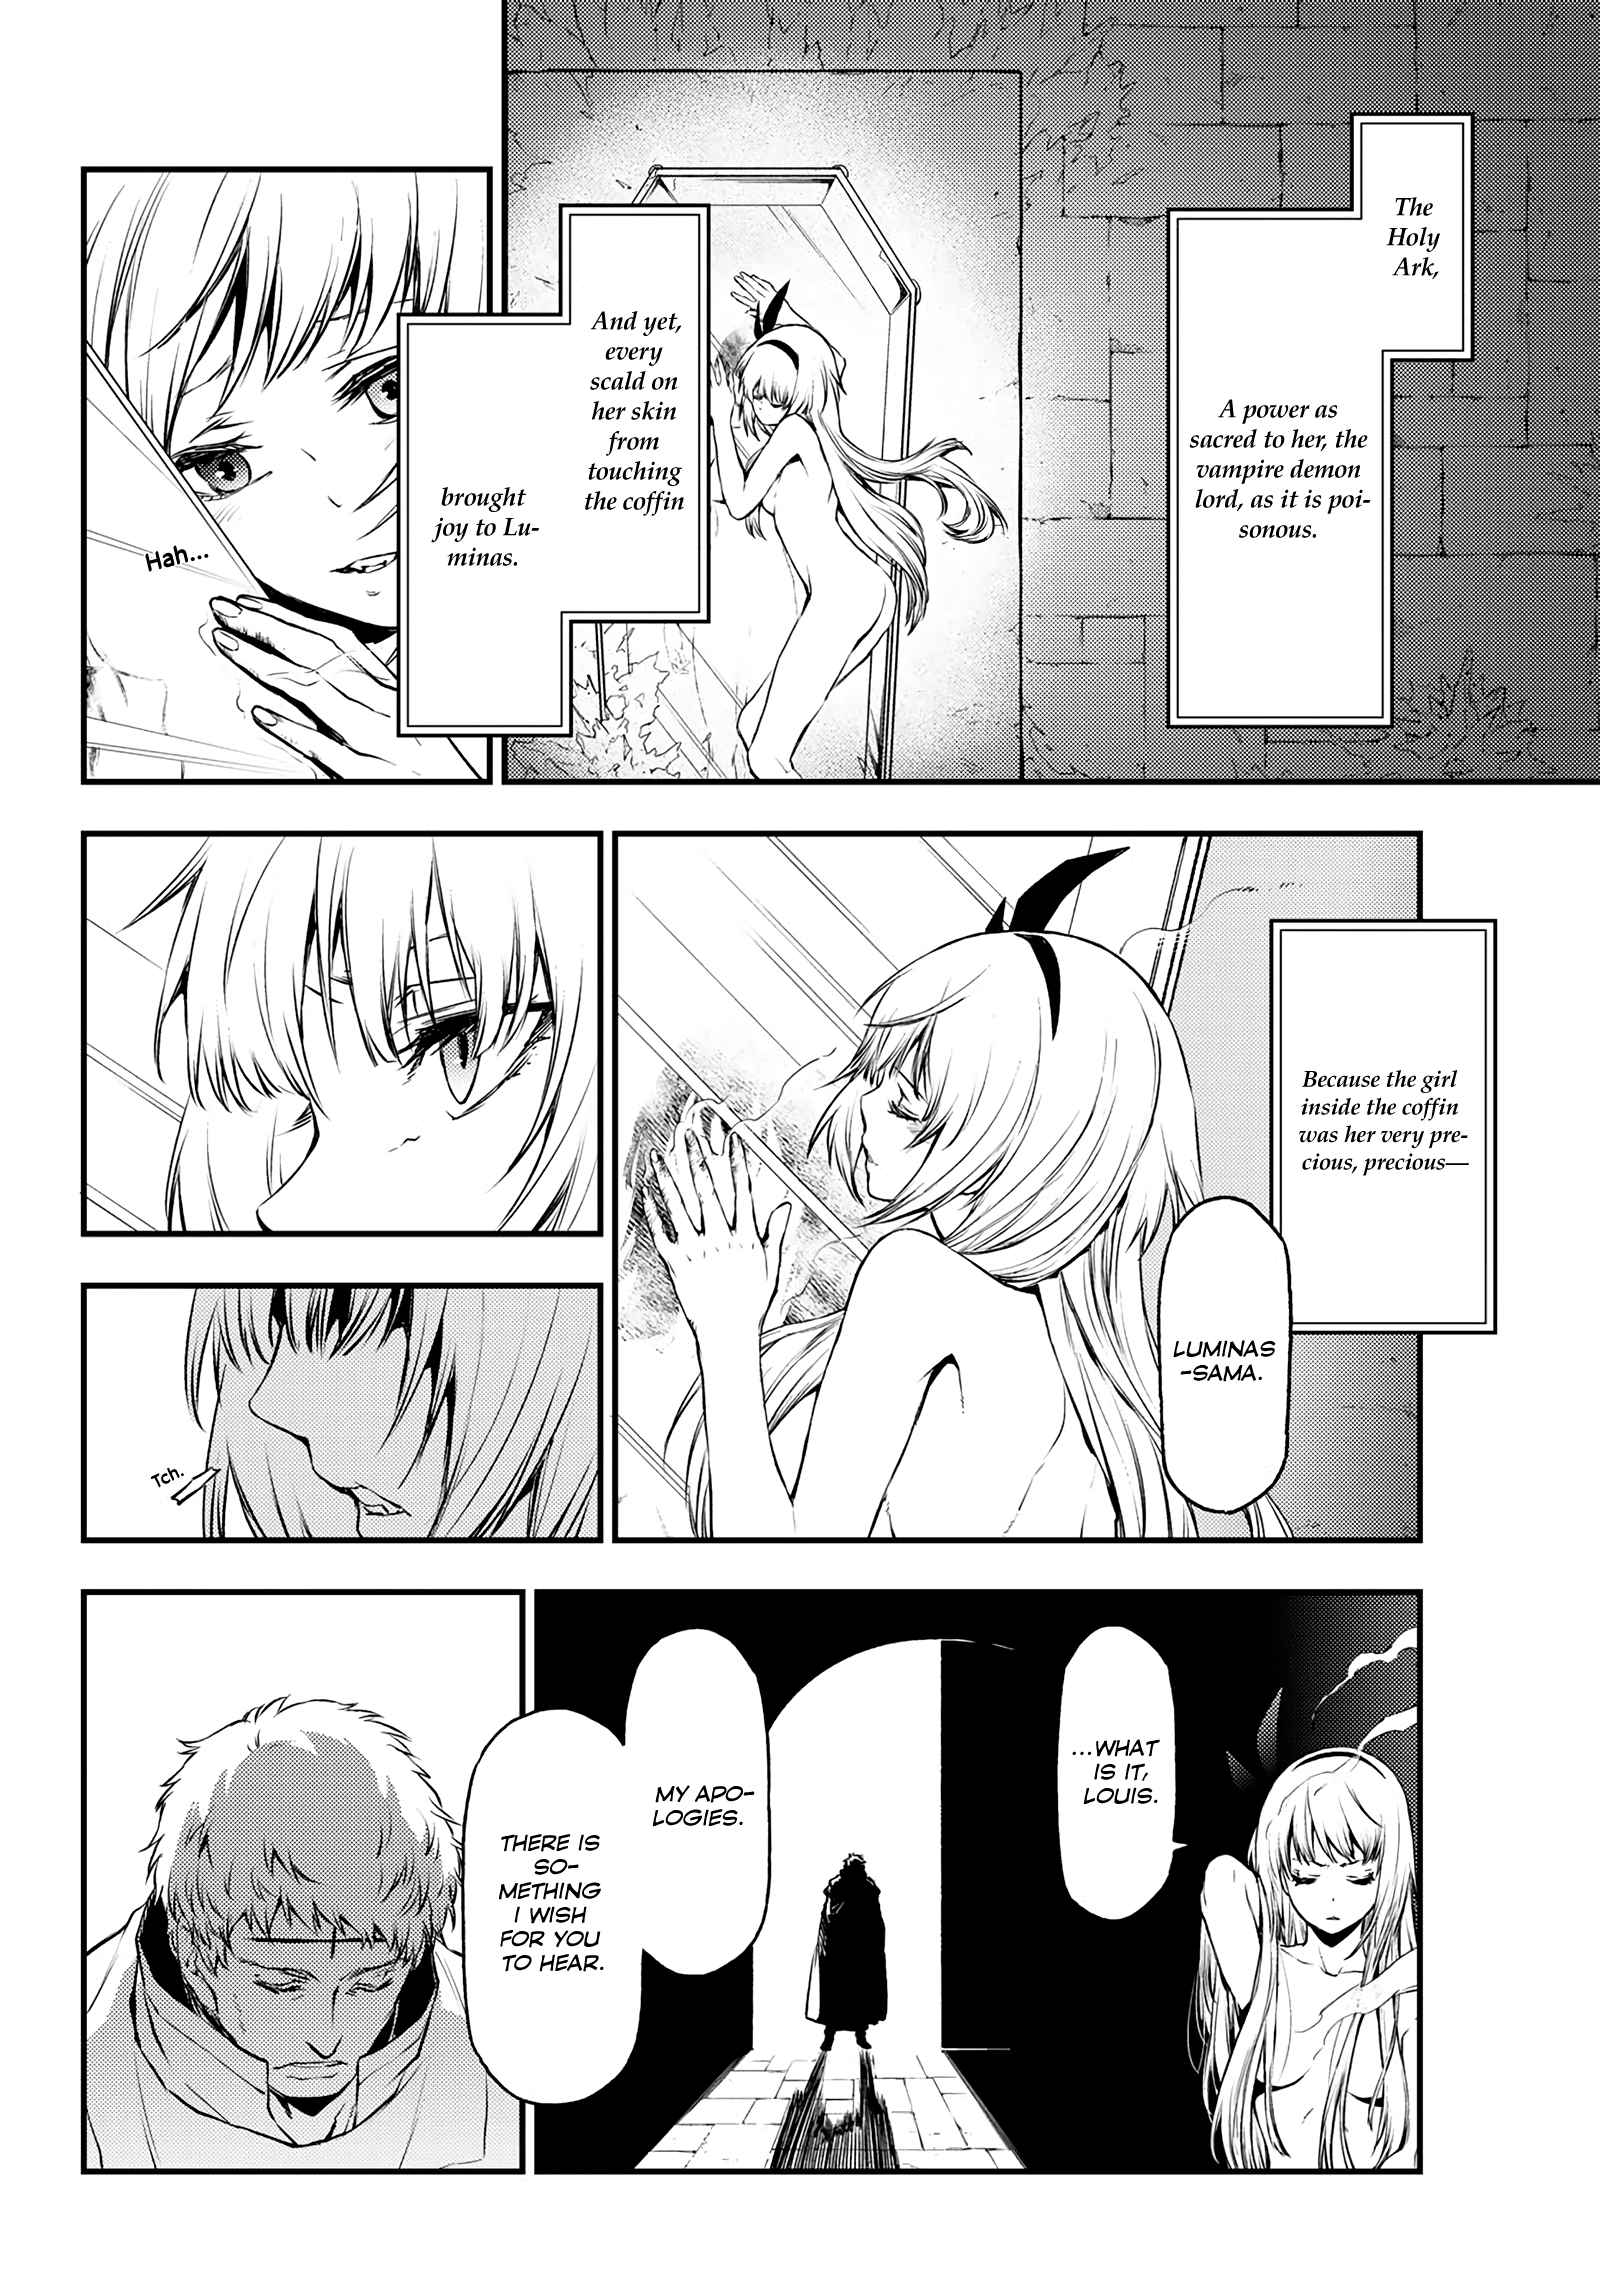 The
Holy
Ark,
A power as
sacred to her, the
vampire demon
lord, as it is poi-
sonous.
And yet,
every
scald on
her skin
from
touching
the coffin
brought
joy to Lu-
minas.
Hah...
Because the girl
inside the coffin
was her very pre-
cious, precious—
LUMINAS
-SAMA.
Tch.
...WHAT
IS IT,
LOUIS.
MY APO-
LOGIES.
THERE IS
SO-
METHING
I WISH
FOR YOU
TO HEAR.